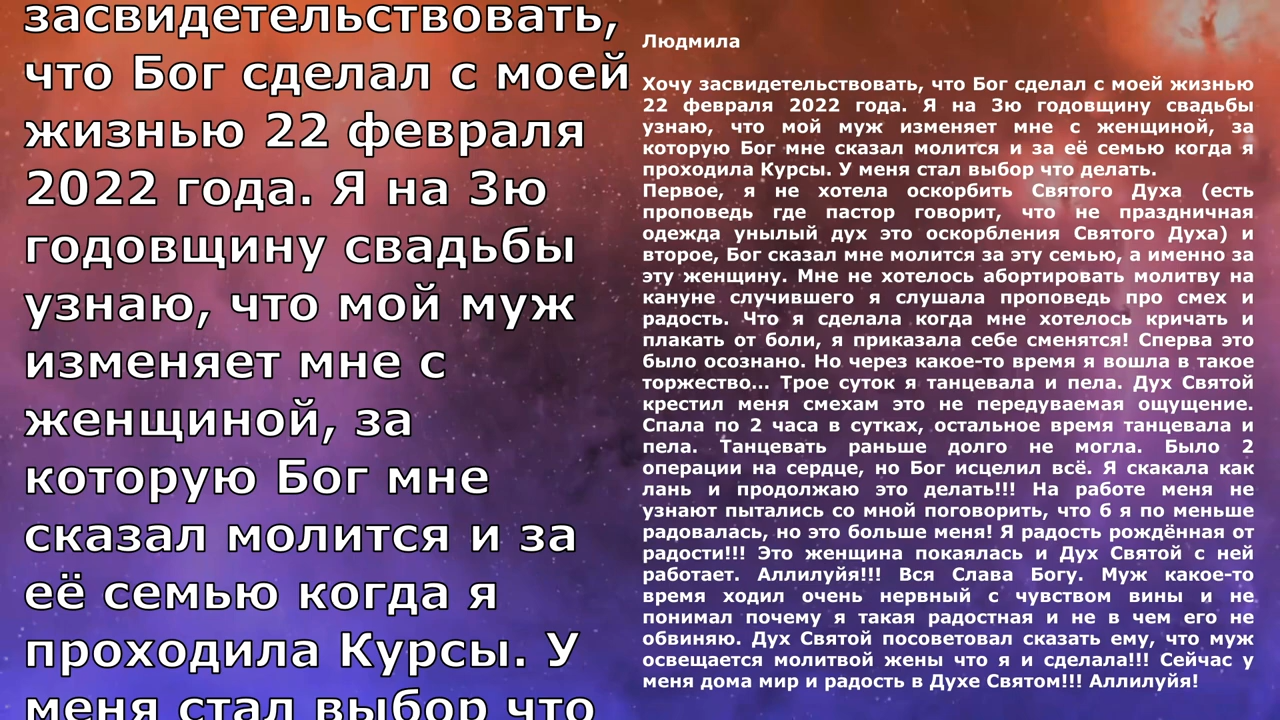 засвидетельствовать,
что Бог сделал с моей
жизнью 22 февраля
2022 года. Я на 3ю
годовщину свадьбы
узнаю, что мой муж
изменяет мне с
женщиной, за
которую Бог мне
сказал молится и за
её семью когда я
проходила Курсы. У
меня стал выбор что
Людмила
Хочу засвидетельствовать, что Бог сделал с моей жизнью
22 февраля 2022 года. Я на 3ю годовщину свадьбы
узнаю, что мой муж изменяет мне с женщиной, за
которую Бог мне сказал молится и за её семью когда я
проходила Курсы. У меня стал выбор что делать.
Первое, я не хотела оскорбить Святого Духа (есть
проповедь где пастор говорит, что не праздничная
одежда унылый дух это оскорбления Святого Духа) и
второе, Бог сказал мне молится за эту семью, а именно за
эту женщину. Мне не хотелось абортировать молитву на
кануне случившего я слушала проповедь про смех и
радость. Что я сделала когда мне хотелось кричать и
плакать от боли, я приказала себе сменятся! Сперва это
было осознано. Но через какое-то время я вошла в такое
торжество... Трое суток я танцевала и пела. Дух Святой
крестил меня смехам это не передуваемая ощущение.
Спала по 2 часа в сутках, остальное время танцевала и
пела. Танцевать раньше долго не могла. Было 2
операции на сердце, но Бог исцелил всё. Я скакала как
лань и продолжаю это делать!!! На работе меня не
узнают пытались со мной поговорить, что б я по меньше
радовалась, но это больше меня! Я радость рождённая от
радости!!! Это женщина покаялась и Дух Святой с ней
работает. Аллилуйя!!! Вся Слава Богу. Муж какое-то
время ходил очень нервный с чувством вины и не
понимал почему я такая радостная и не в чем его не
обвиняю. Дух Святой посоветовал сказать ему, что муж
освещается молитвой жены что я и сделала!!! Сейчас у
меня дома мир и радость в Духе Святом!!! Аллилуйя!